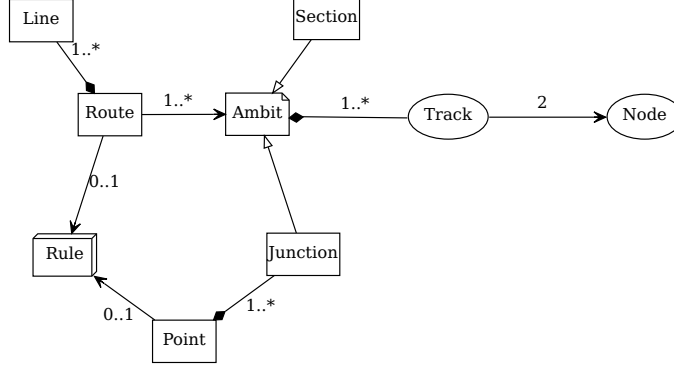 Line
Section
1..*
Route
1..*
Ambit
1..*
Track
2
Node
0..1
Rule
Junction
0..1
1..*
Point